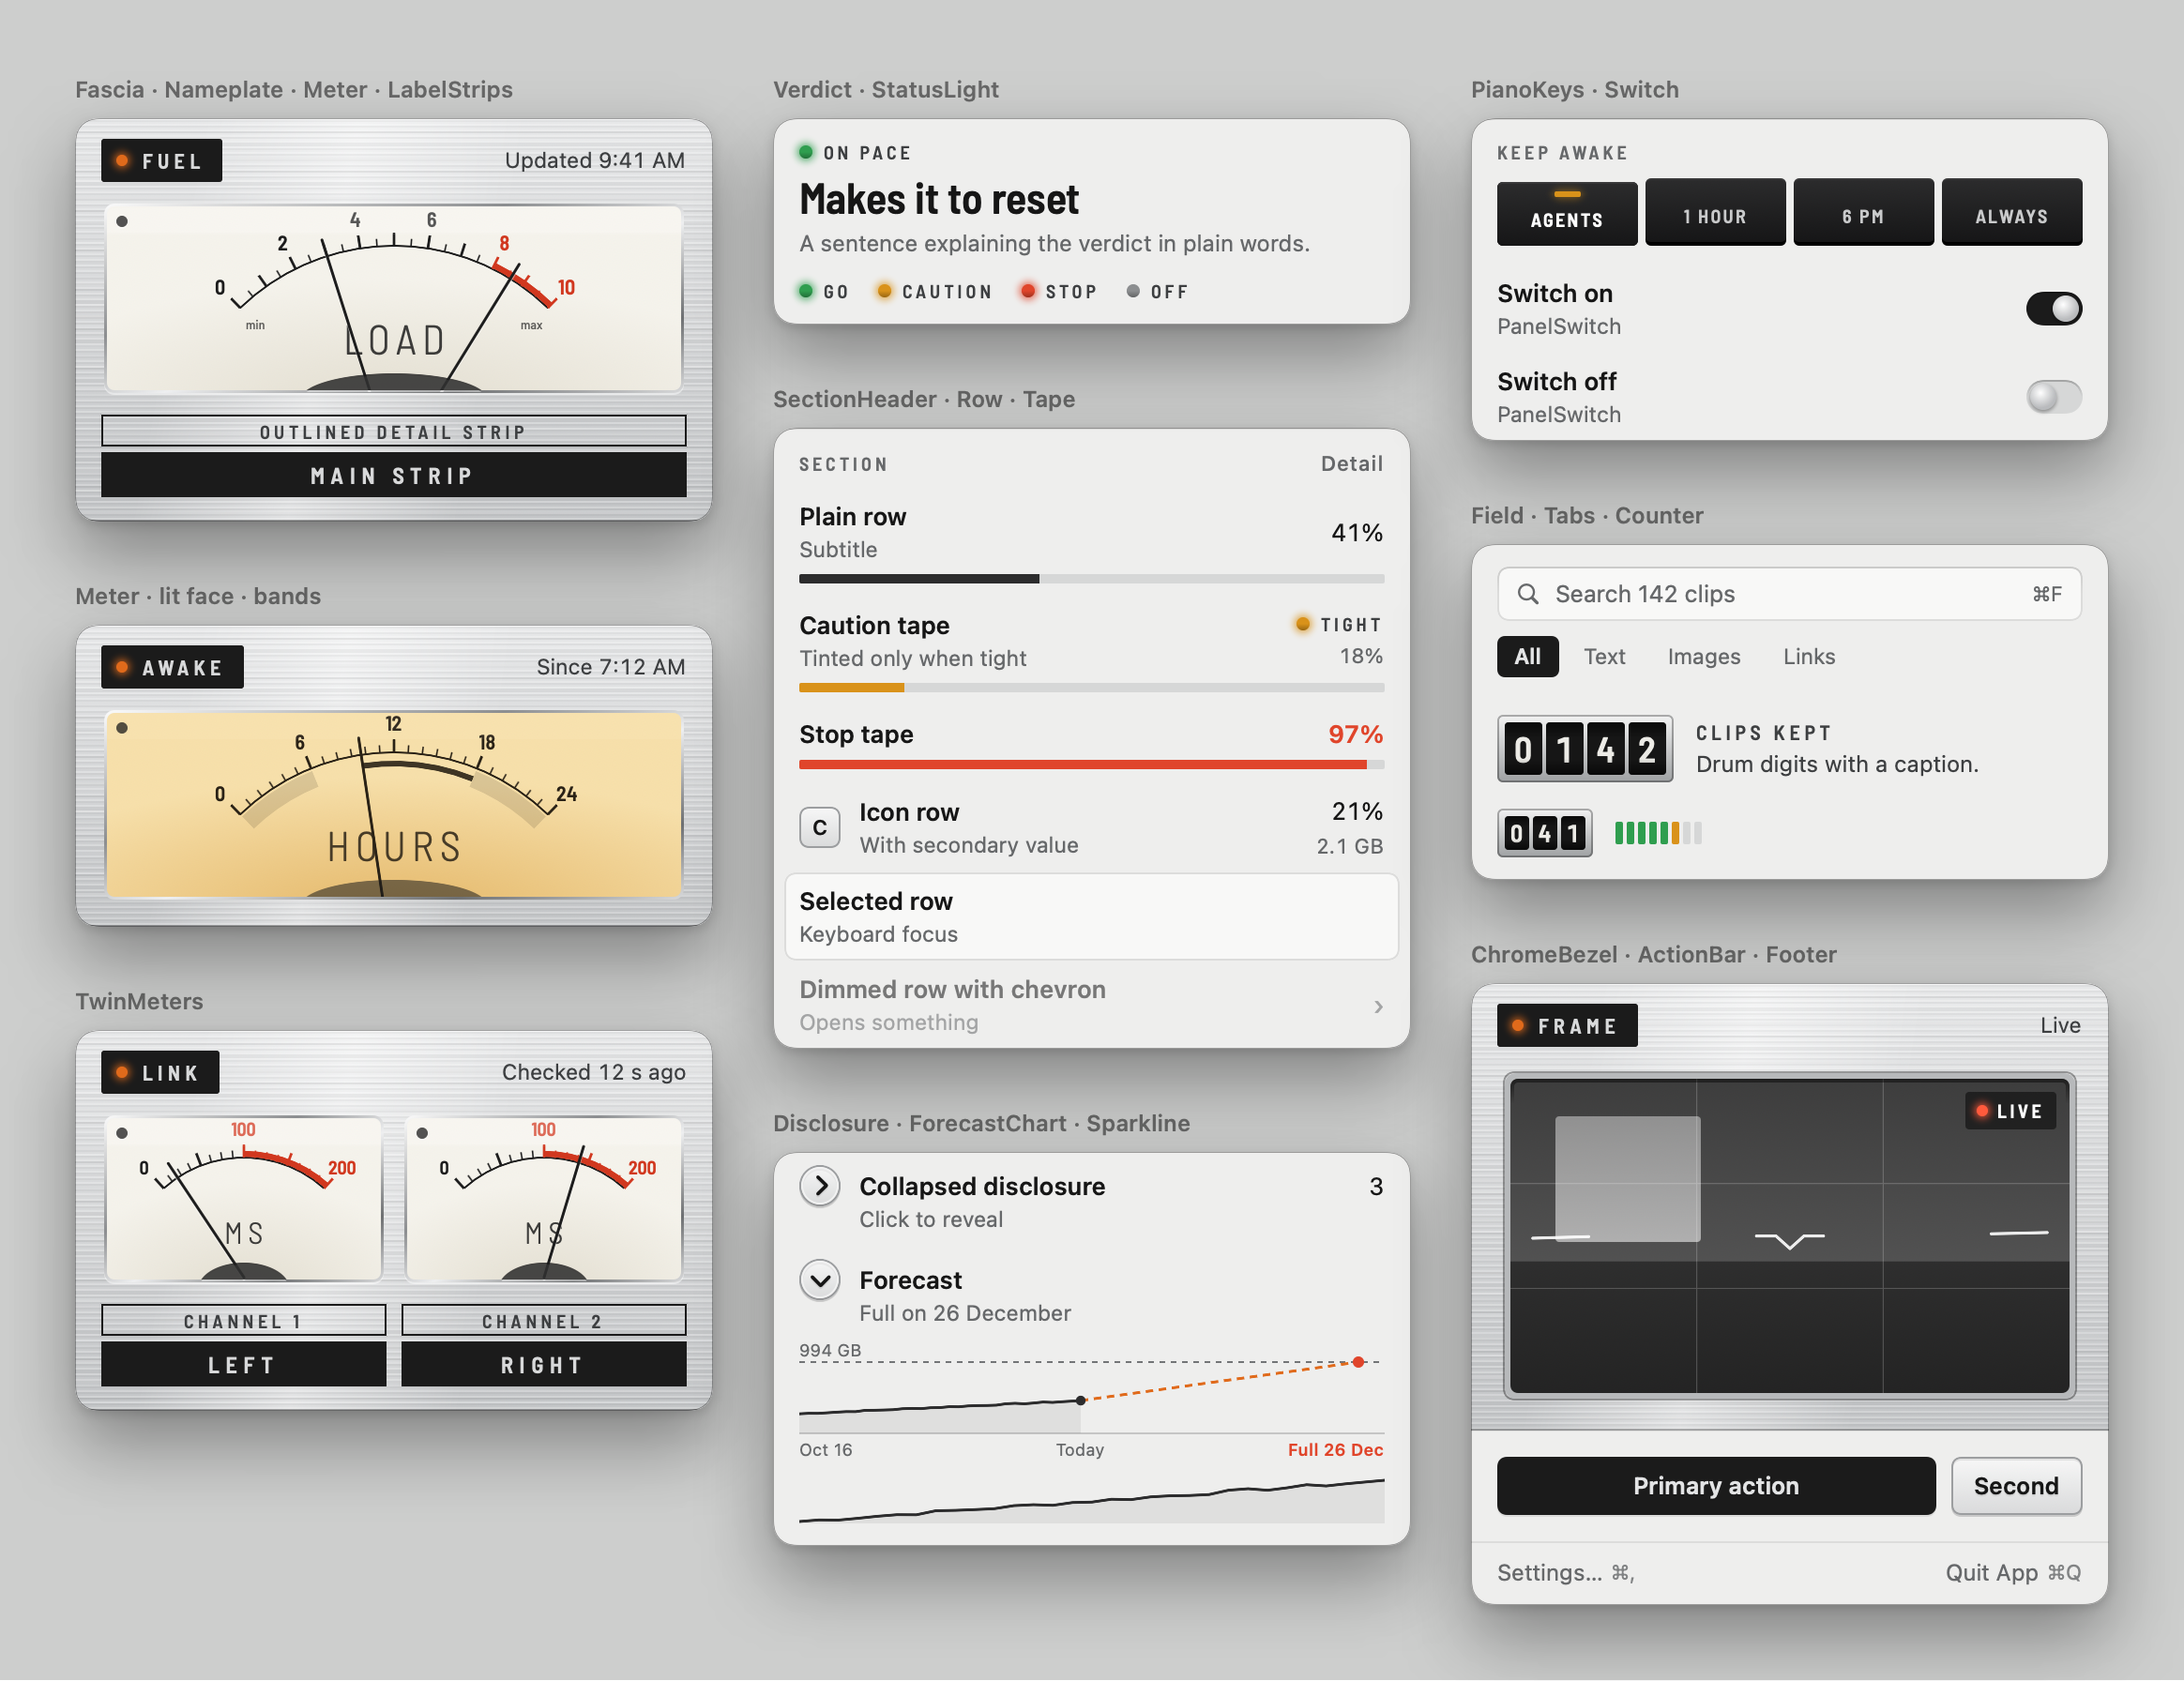 Fascia · Nameplate · Meter · LabelStrips
FUEL
Updated 9:41 AM
0
2
4
6
8
10
min
max
LOAD
OUTLINED DETAIL STRIP
MAIN STRIP
Meter · lit face · bands
AWAKE
Since 7:12 AM
0
6
12
18
24
HOURS
TwinMeters
LINK
Checked 12 s ago
0
100
200
MS
0
100
200
MS
CHANNEL 1
CHANNEL 2
LEFT
RIGHT
Verdict · StatusLight
ON PACE
Makes it to reset
A sentence explaining the verdict in plain words.
GO
CAUTION
STOP
OFF
SectionHeader · Row · Tape
SECTION
Detail
Plain row
Subtitle
41%
Caution tape
Tinted only when tight
TIGHT
18%
Stop tape
97%
C
Icon row
With secondary value
21%
2.1 GB
Selected row
Keyboard focus
Dimmed row with chevron
Opens something
Disclosure · ForecastChart · Sparkline
Collapsed disclosure
Click to reveal
3
Forecast
Full on 26 December
994 GB
Oct 16
Today
Full 26 Dec
PianoKeys · Switch
KEEP AWAKE
AGENTS
1 HOUR
6 PM
ALWAYS
Switch on
PanelSwitch
Switch off
PanelSwitch
Field · Tabs · Counter
Search 142 clips
⌘F
All
Text
Images
Links
0142
CLIPS KEPT
Drum digits with a caption.
041
ChromeBezel · ActionBar · Footer
FRAME
Live
LIVE
Primary action
Second
Settings... ⌘,
Quit App ⌘Q